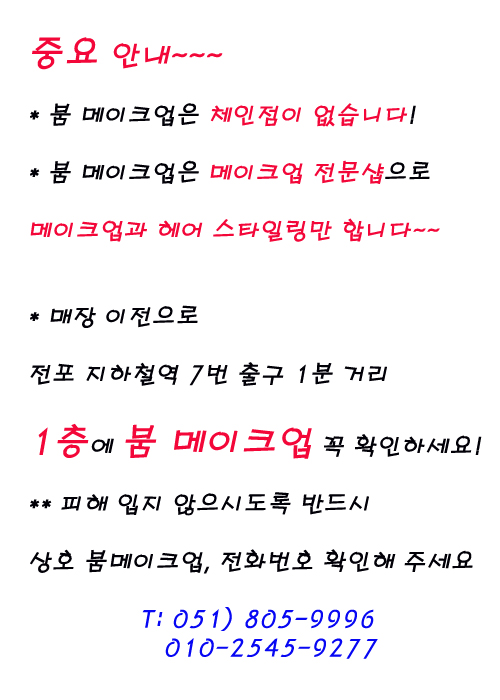 중요 안내~~~
* 붐 메이크업은 체인점이 없습니다!
* 붐 메이크업은 메이크업 전문샵으로
메이크업과 헤어 스타일링만 합니다~~
* 매장 이전으로
전포 지하철역 7번 출구 1분 거리
1층에 붐 메이크업 꼭 확인하세요!
** 피해 입지 않으시도록 반드시
상호 붐메이크업, 전화번호 확인해 주세요
T: 051) 805-9996
010-2545-9277